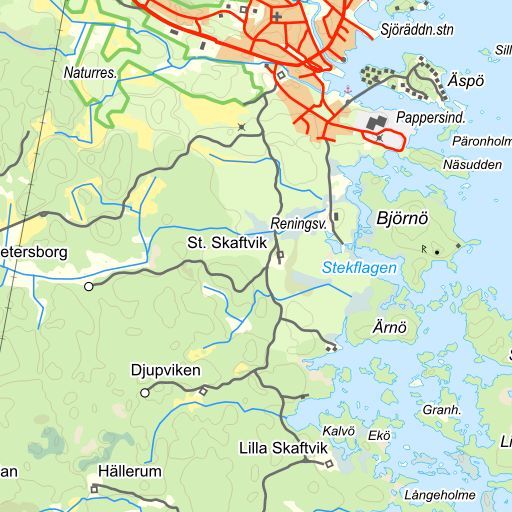 Sjöräddn.stn
Sill
Naturres.
Äspö
Pappersind.
Päronholm
Näsudden
Reningsv.
Björnö
St. Skaftvik
etersborg
R
Stekflagen
Ärnö
S
Djupviken
Granh.
Kalvö
Ekö
Li
Lilla Skaftvik
an
Hällerum
Långeholme